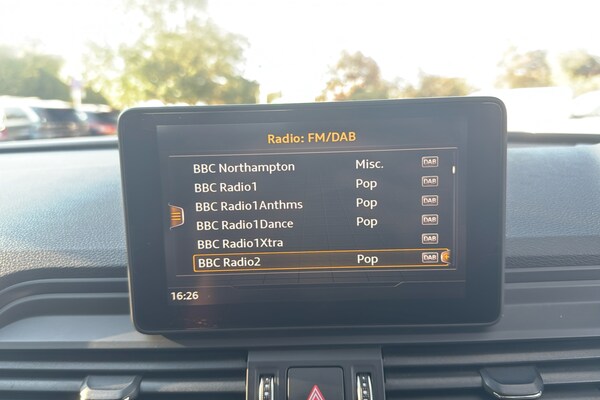 Radio: FM/DAB
BBC Northampton Misc. DAB
BBC Radio1 Pop DAB
BBC Radio1Anthms Pop DAB
BBC Radio1Dance Pop DAB
BBC Radio1Xtra DAB
BBC Radio2 Pop DAB
16:26